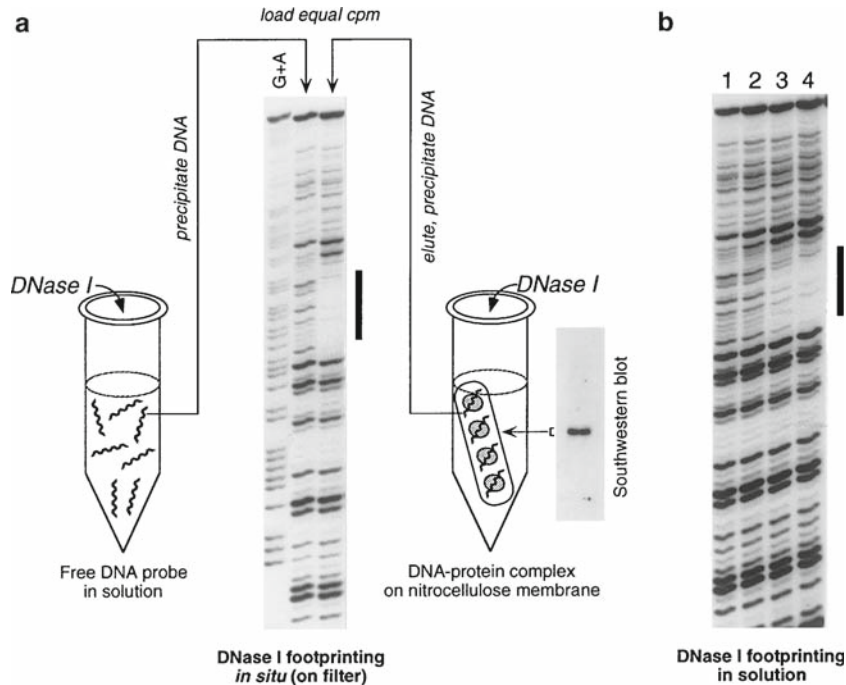 a
load equal cpm
b
G+A
precipitate DNA
elute, precipitate DNA
1 2 3 4
DNase I
DNase I
Southwestern blot
Free DNA probe
in solution
DNA-protein complex
on nitrocellulose membrane
DNase I footprinting
in situ (on filter)
DNase I footprinting
in solution